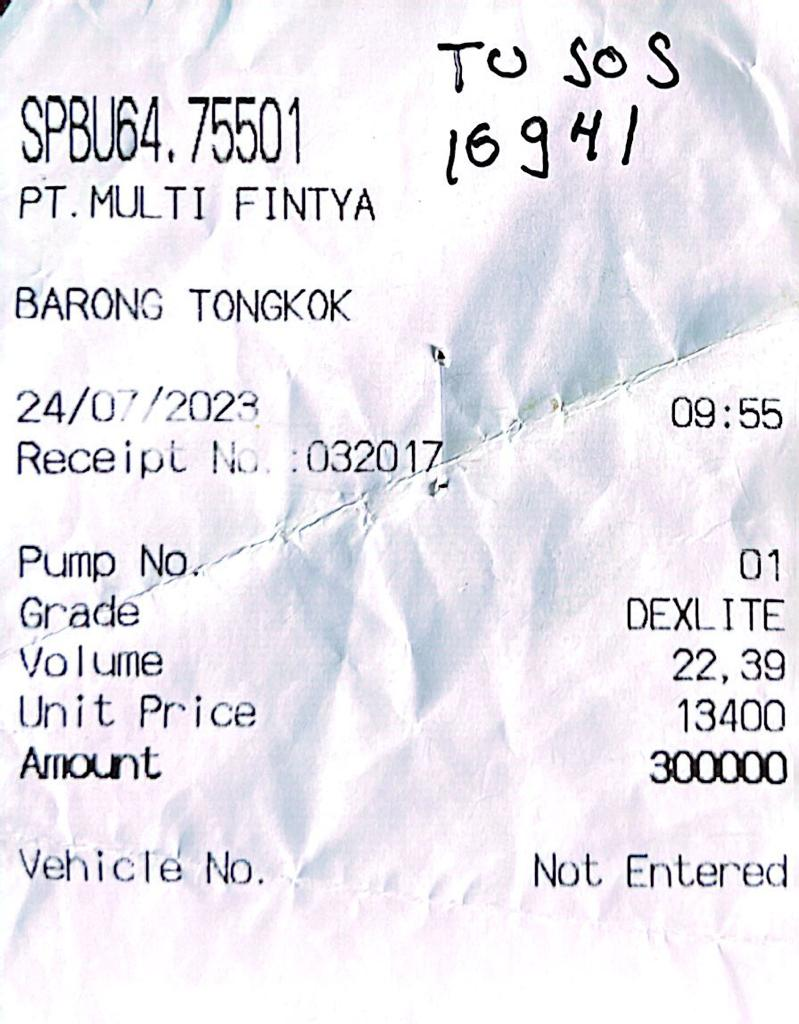 TU SOS
16941
SPBU64.75501
PT.MULTI FINTYA
BARONG TONGKOK
24/07/2023 09:55
Receipt No. :032017
Pump No. 01
Grade DEXLITE
Volume 22,39
Unit Price 13400
Amount 300000
Vehicle No. Not Entered